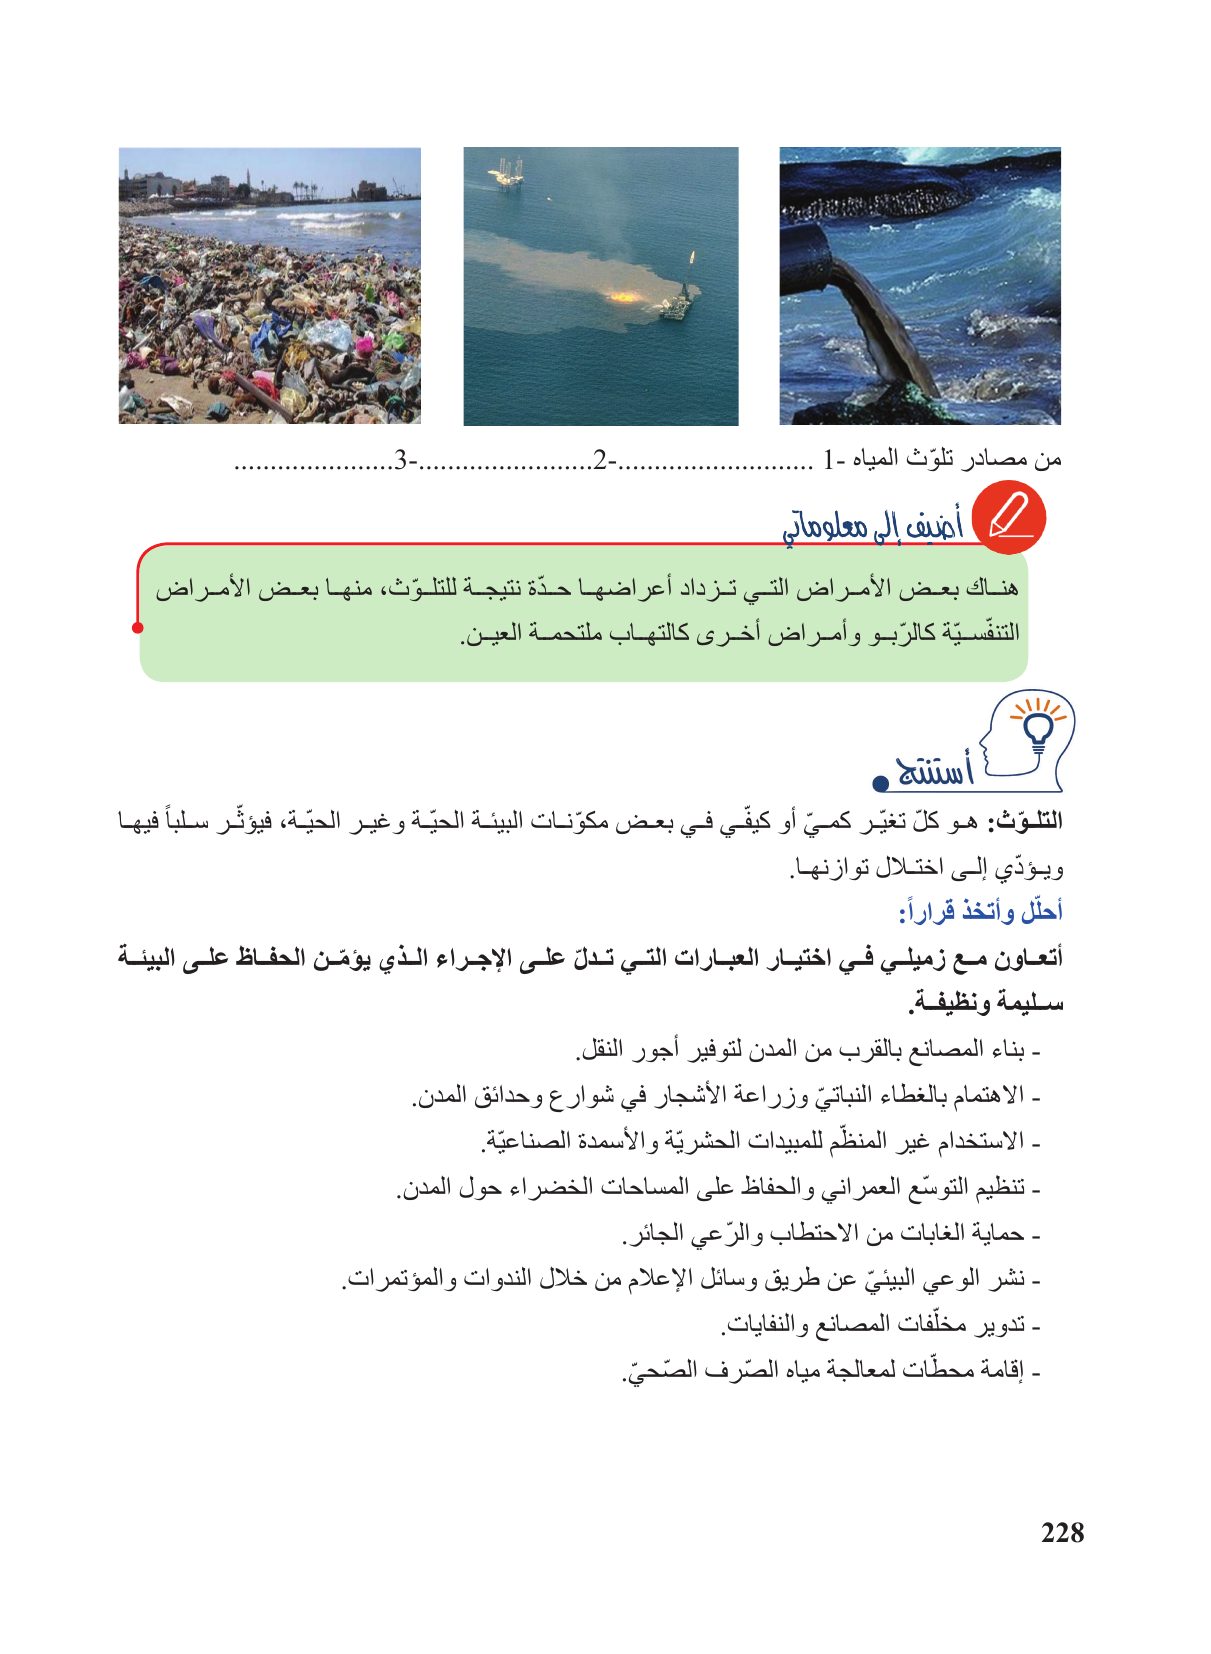 من مصادر تلوّث المياه -1 ...........................-2........................-3......................
أضيف إلى معلوماتي
هناك بعض الأمراض التي تزداد أعراضها حدّة نتيجة للتلوّث، منها بعض الأمراض
التنفّسيّة كالرّبو وأمراض أخرى كالتهاب ملتحمة العين.
أستنتج
التلوّث: هو كلّ تغيّر كميّ أو كيفّي في بعض مكوّنات البيئة الحيّة وغير الحيّة، فيؤثّر سلباً فيها
ويؤدّي إلى اختلال توازنها.
أحلّل وأتخذ قراراً:
أتعاون مع زميلي في اختيار العبارات التي تدلّ على الإجراء الذي يؤمّن الحفاظ على البيئة
سليمة ونظيفة.
- بناء المصانع بالقرب من المدن لتوفير أجور النقل.
- الاهتمام بالغطاء النباتيّ وزراعة الأشجار في شوارع وحدائق المدن.
- الاستخدام غير المنظّم للمبيدات الحشريّة والأسمدة الصناعيّة.
- تنظيم التوسّع العمراني والحفاظ على المساحات الخضراء حول المدن.
- حماية الغابات من الاحتطاب والرّعي الجائر.
- نشر الوعي البيئيّ عن طريق وسائل الإعلام من خلال الندوات والمؤتمرات.
- تدوير مخلّفات المصانع والنفايات.
- إقامة محطّات لمعالجة مياه الصّرف الصّحيّ.
228